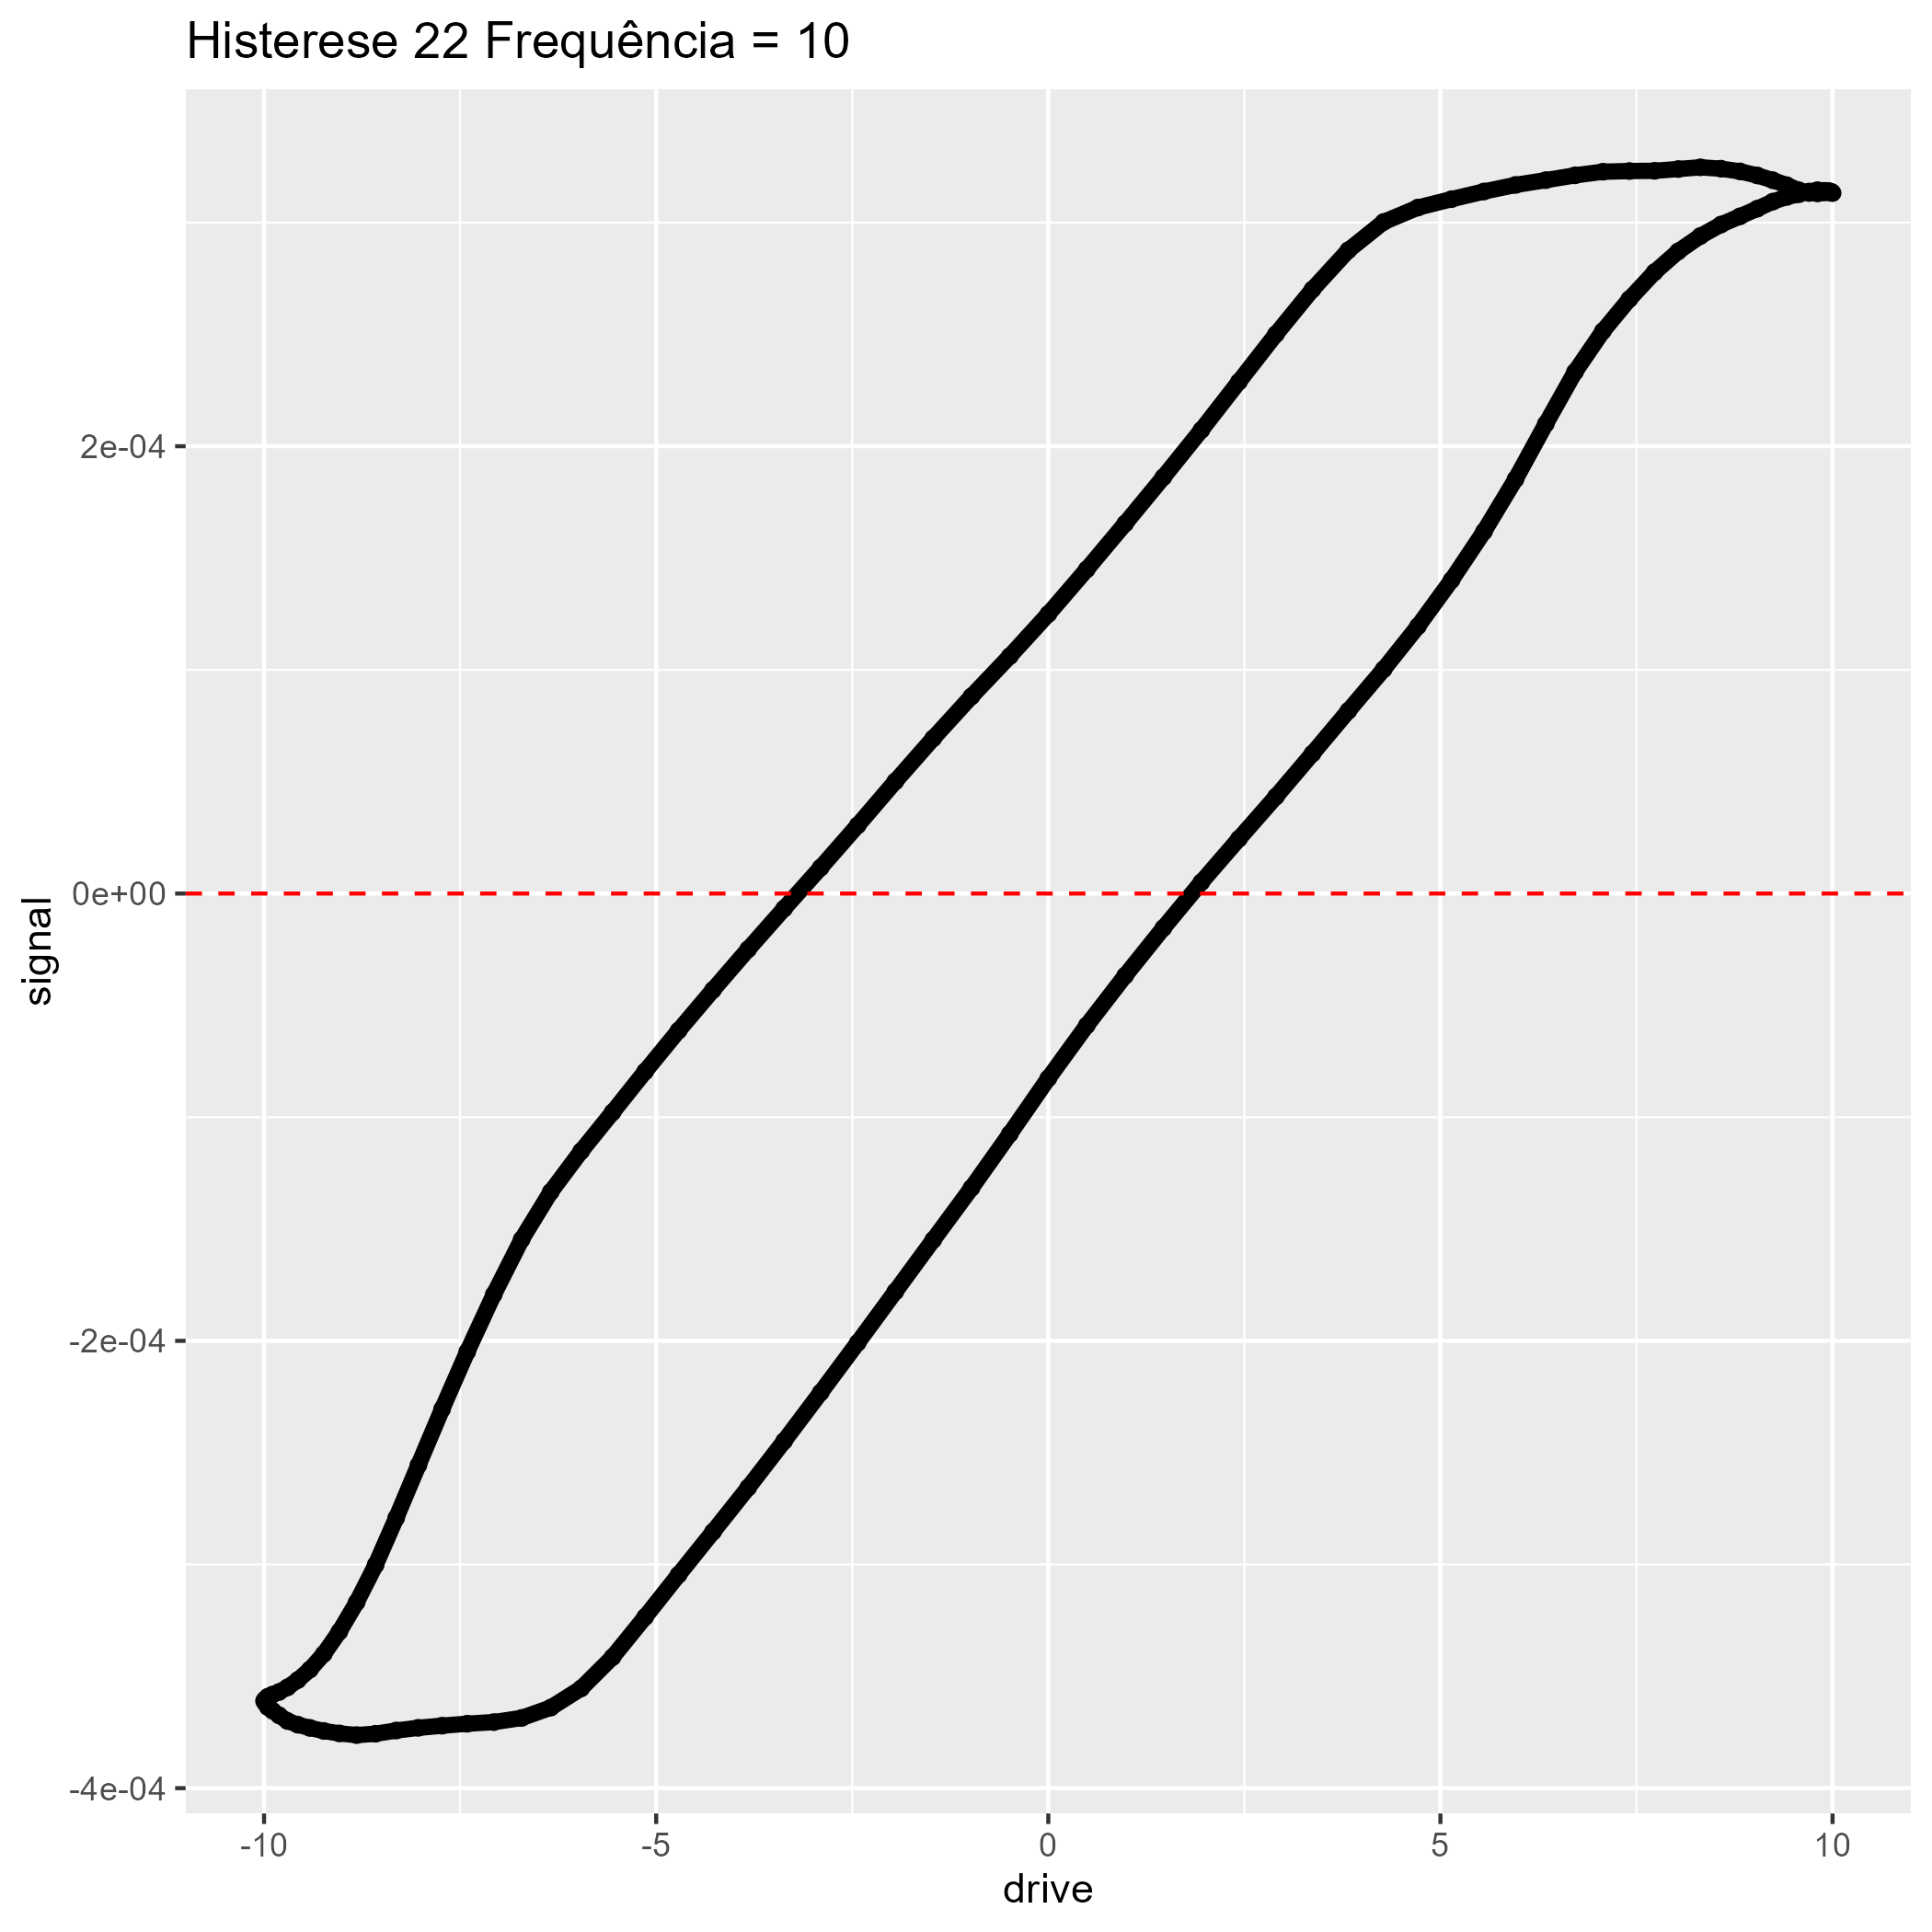 Histerese 22 Frequência = 10
signal
2e-04
0e+00
-2e-04
-4e-04
-10 -5 0 5 10
drive